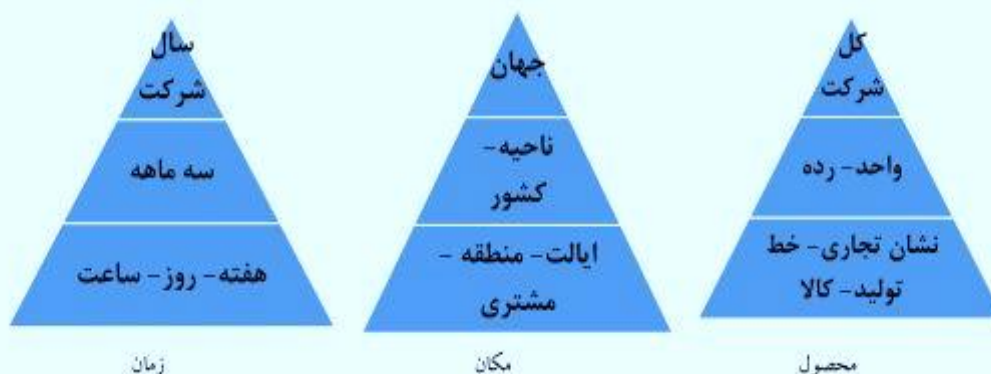 کل
شرکت
واحد- رده
نشان تجاری- خط
تولید- کالا
محصول
جهان
ناحیه-
کشور
ایالت- منطقه -
مشتری
مکان
سال
شرکت
سه ماهه
هفته- روز- ساعت
زمان